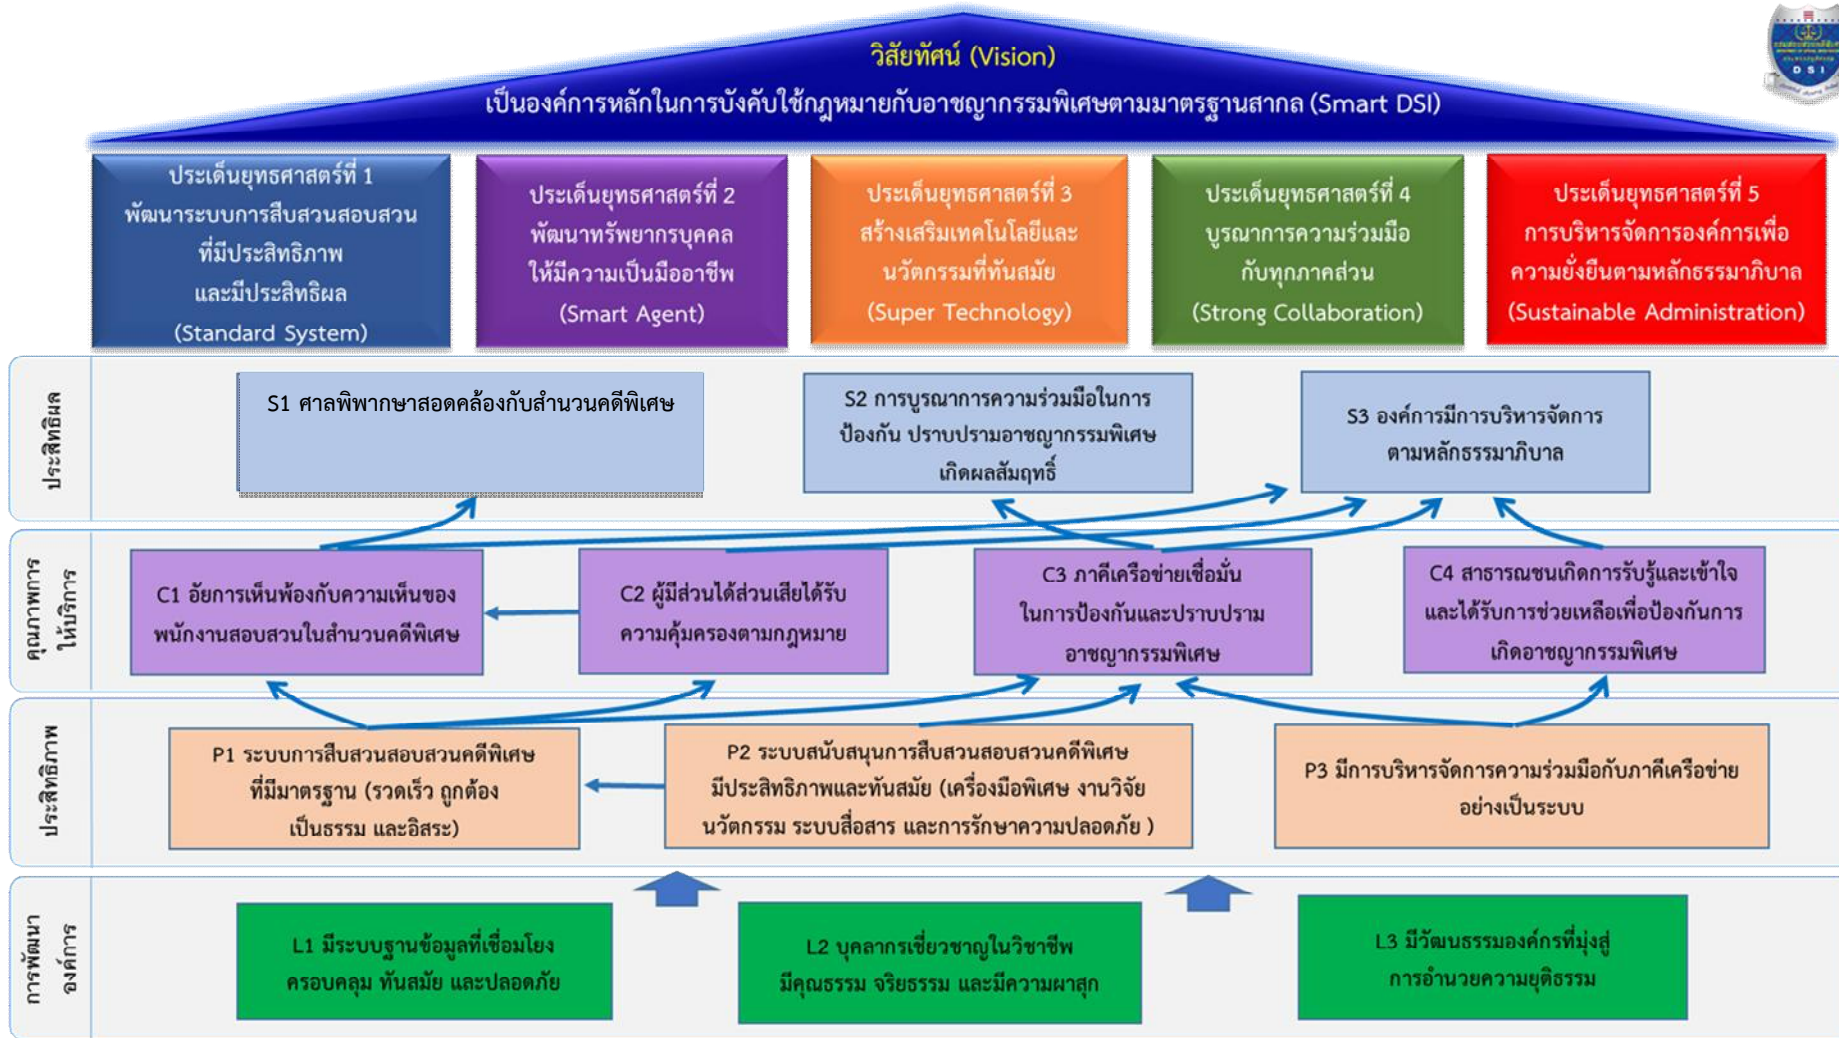 วิสัยทัศน์ (Vision)
เป็นองค์การหลักในการบังคับใช้กฎหมายกับอาชญากรรมพิเศษตามมาตรฐานสากล (Smart DSI)
DSI
ประเด็นยุทธศาสตร์ที่ 1
พัฒนาระบบการสืบสวนสอบสวน
ที่มีประสิทธิภาพ
และมีประสิทธิผล
(Standard System)
ประเด็นยุทธศาสตร์ที่ 2
พัฒนาทรัพยากรบุคคล
ให้มีความเป็นมืออาชีพ
(Smart Agent)
ประเด็นยุทธศาสตร์ที่ 3
สร้างเสริมเทคโนโลยีและ
นวัตกรรมที่ทันสมัย
(Super Technology)
ประเด็นยุทธศาสตร์ที่ 4
บูรณาการความร่วมมือ
กับทุกภาคส่วน
(Strong Collaboration)
ประเด็นยุทธศาสตร์ที่ 5
การบริหารจัดการองค์การเพื่อ
ความยั่งยืนตามหลักธรรมาภิบาล
(Sustainable Administration)
ประสิทธิผล
S1 ศาลพิพากษาสอดคล้องกับสำนวนคดีพิเศษ
S2 การบูรณาการความร่วมมือในการ
ป้องกัน ปราบปรามอาชญากรรมพิเศษ
เกิดผลสัมฤทธิ์
S3 องค์การมีการบริหารจัดการ
ตามหลักธรรมาภิบาล
คุณภาพการ
ให้บริการ
C1 อัยการเห็นพ้องกับความเห็นของ
พนักงานสอบสวนในสำนวนคดีพิเศษ
C2 ผู้มีส่วนได้ส่วนเสียได้รับ
ความคุ้มครองตามกฎหมาย
C3 ภาคีเครือข่ายเชื่อมั่น
ในการป้องกันและปราบปราม
อาชญากรรมพิเศษ
C4 สาธารณชนเกิดการรับรู้และเข้าใจ
และได้รับการช่วยเหลือเพื่อป้องกันการ
เกิดอาชญากรรมพิเศษ
ประสิทธิภาพ
P1 ระบบการสืบสวนสอบสวนคดีพิเศษ
ที่มีมาตรฐาน (รวดเร็ว ถูกต้อง
เป็นธรรม และอิสระ)
P2 ระบบสนับสนุนการสืบสวนสอบสวนคดีพิเศษ
มีประสิทธิภาพและทันสมัย (เครื่องมือพิเศษ งานวิจัย
นวัตกรรม ระบบสื่อสาร และการรักษาความปลอดภัย )
P3 มีการบริหารจัดการความร่วมมือกับภาคีเครือข่าย
อย่างเป็นระบบ
การพัฒนา
องค์การ
L1 มีระบบฐานข้อมูลที่เชื่อมโยง
ครอบคลุม ทันสมัย และปลอดภัย
L2 บุคลากรเชี่ยวชาญในวิชาชีพ
มีคุณธรรม จริยธรรม และมีความผาสุก
L3 มีวัฒนธรรมองค์กรที่มุ่งสู่
การอำนวยความยุติธรรม